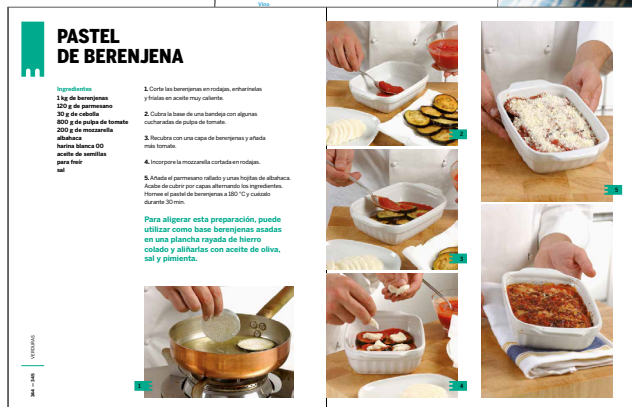 Vino
PASTEL
DE BERENJENA
Ingredientes
1 kg de berenjenas
120 g de parmesano
30 g de cebolla
800 g de pulpa de tomate
200 g de mozzarella
albahaca
harina blanca 00
aceite de semillas
para freír
sal
1. Corte las berenjenas en rodajas, enharínelas
y fríalas en aceite muy caliente.
2. Cubra la base de una bandeja con algunas
cucharadas de pulpa de tomate.
3. Recubra con una capa de berenjenas y añada
más tomate.
4. Incorpore la mozzarella cortada en rodajas.
5. Añada el parmesano rallado y unas hojitas de albahaca.
Acabe de cubrir por capas alternando los ingredientes.
Hornee el pastel de berenjenas a 180 °C y cuézalo
durante 30 min.
Para aligerar esta preparación, puede
utilizar como base berenjenas asadas
en una plancha rayada de hierro
colado y aliñarlas con aceite de oliva,
sal y pimienta.
VERDURAS
344 — 345
1
2
3
4
5